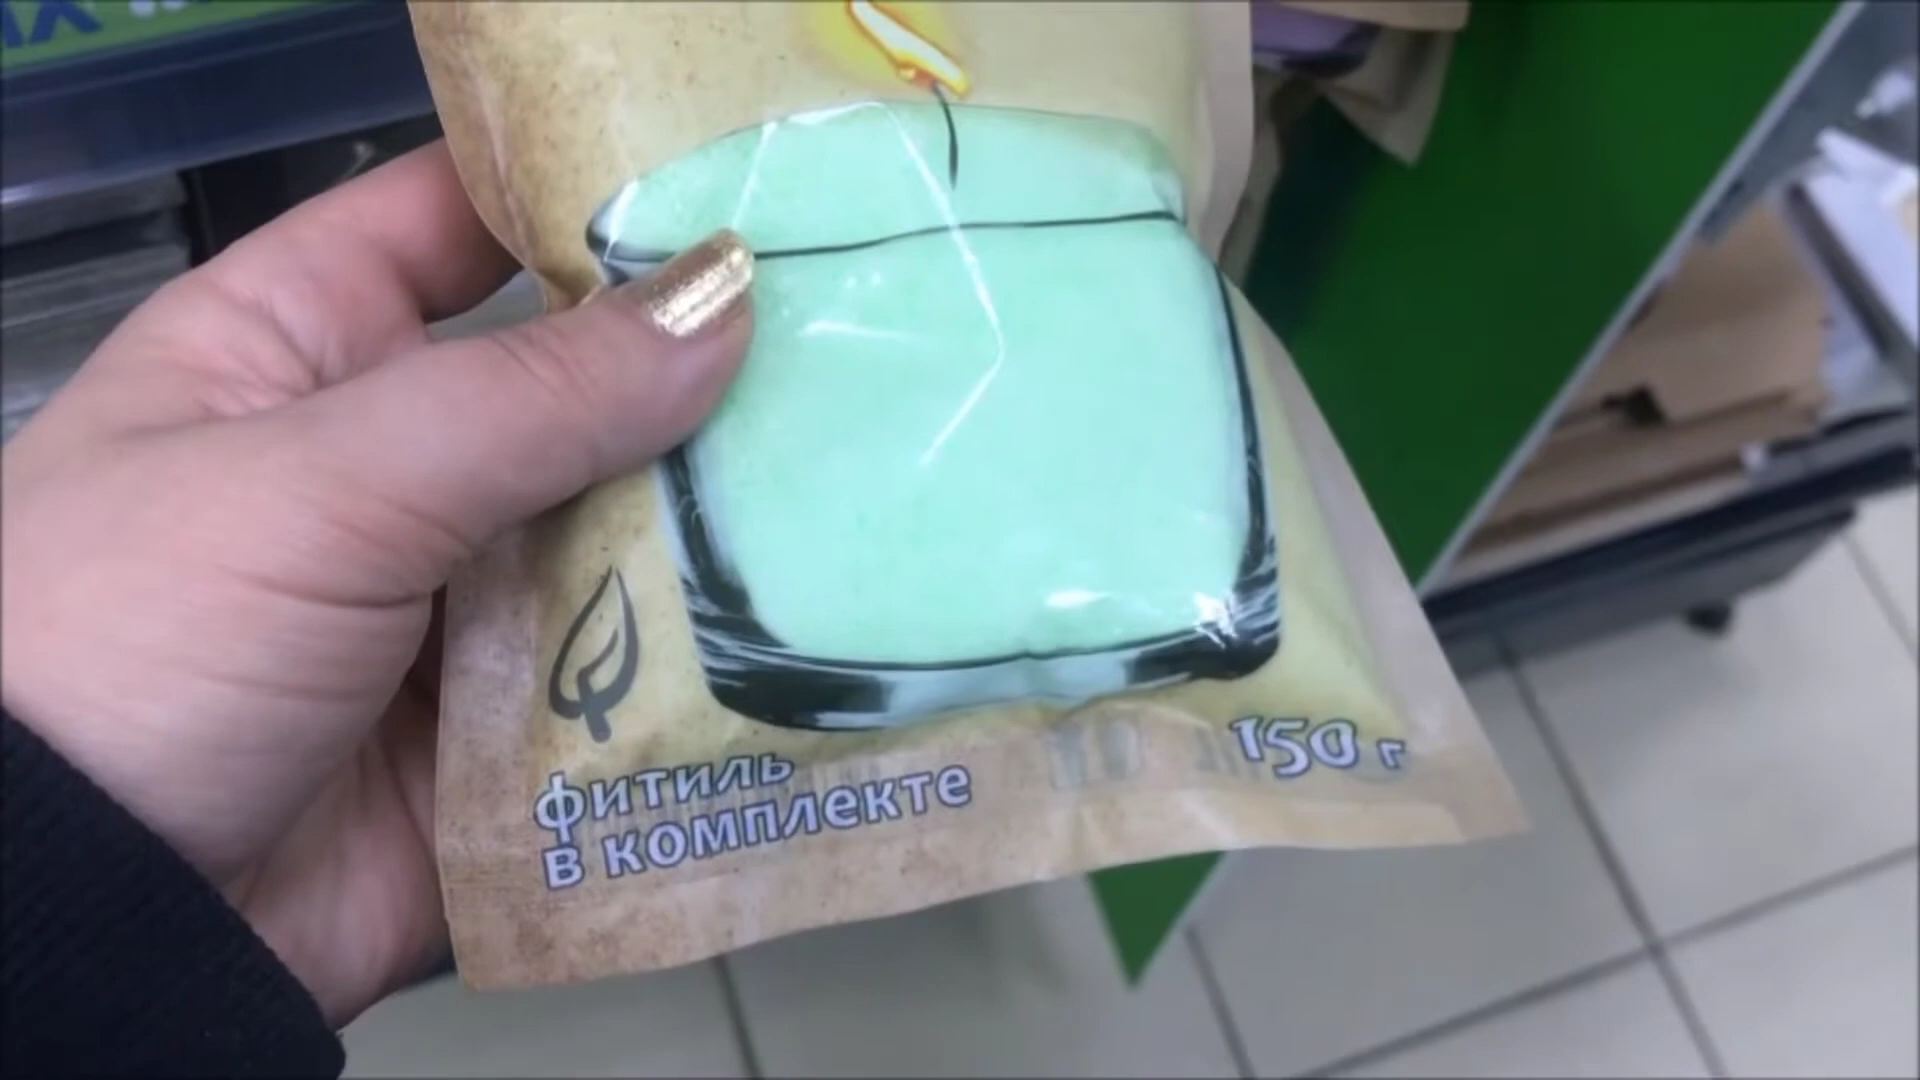 фитиль
в комплекте
150 г